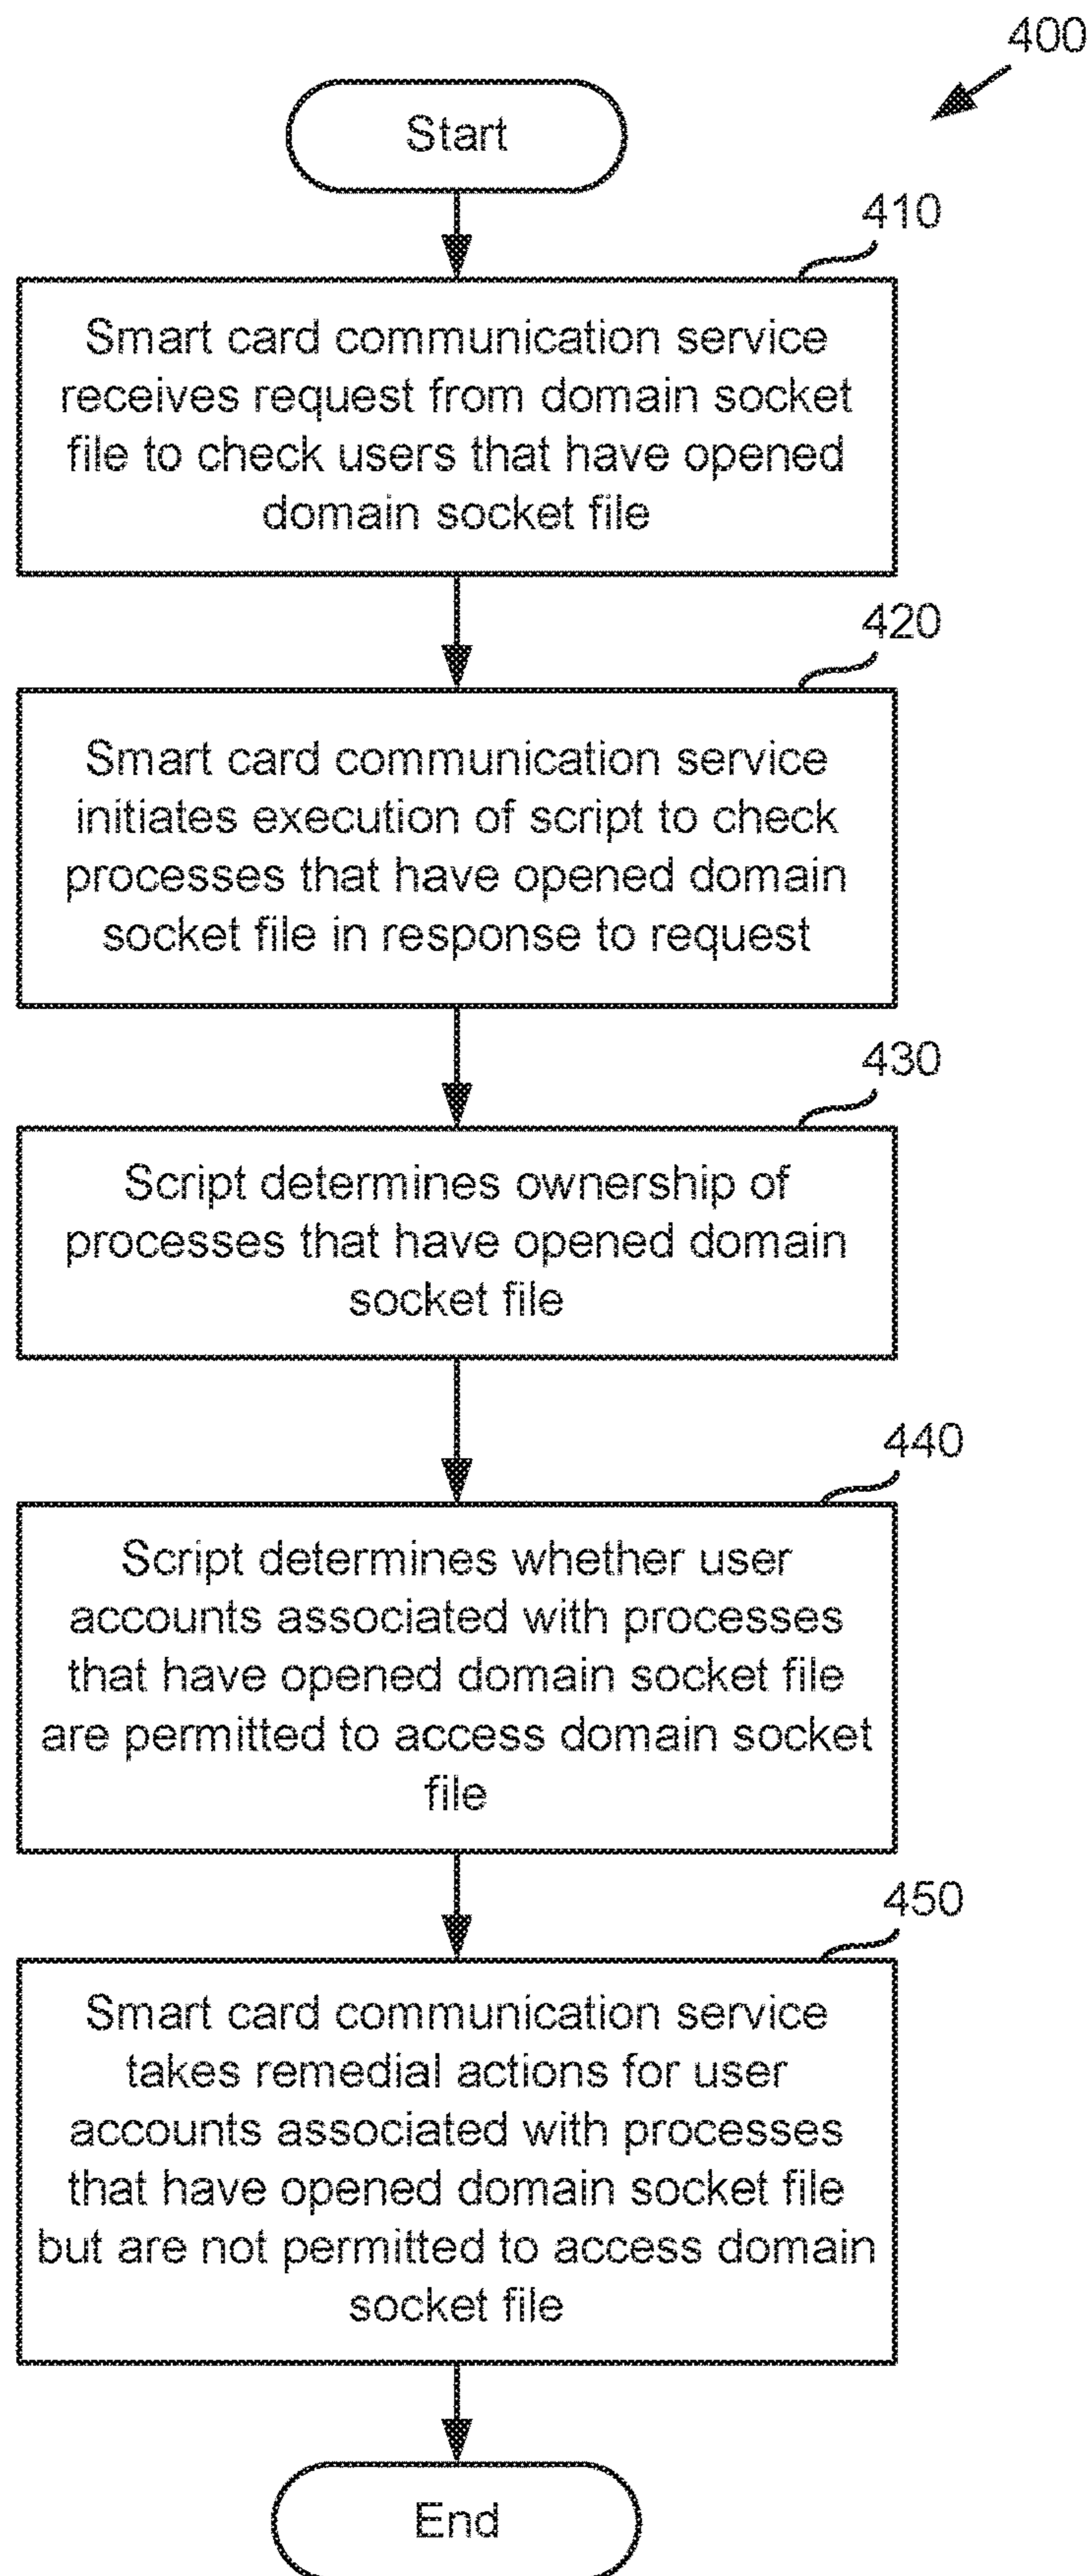 400
Start
410
Smart card communication service
receives request from domain socket
file to check users that have opened
domain socket file
420
Smart card communication service
initiates execution of script to check
processes that have opened domain
socket file in response to request
430
Script determines ownership of
processes that have opened domain
socket file
440
Script determines whether user
accounts associated with processes
that have opened domain socket file
are permitted to access domain socket
file
450
Smart card communication service
takes remedial actions for user
accounts associated with processes
that have opened domain socket file
but are not permitted to access domain
socket file
End